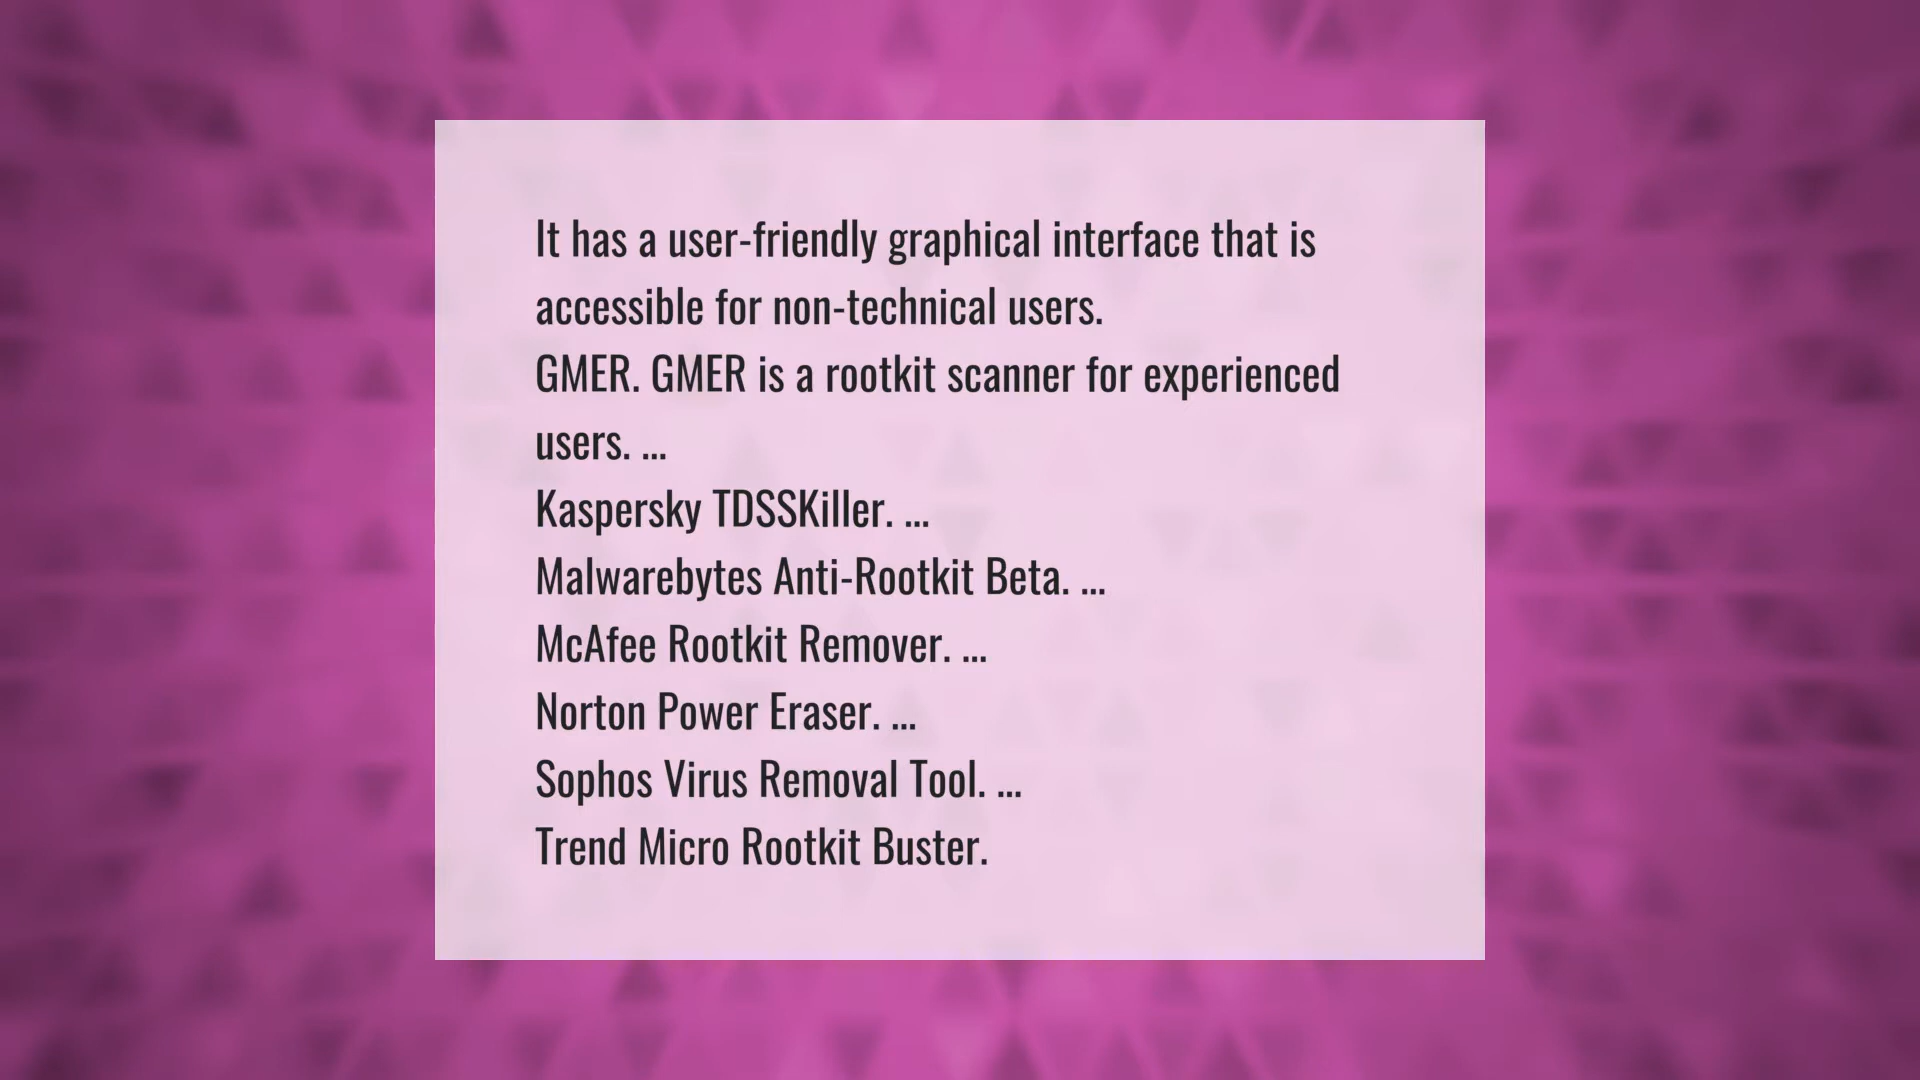 It has a user-friendly graphical interface that is
accessible for non-technical users.
GMER. GMER is a rootkit scanner for experienced
users. ...
Kaspersky TDSSKiller. ...
Malwarebytes Anti-Rootkit Beta. ...
McAfee Rootkit Remover. ...
Norton Power Eraser. ...
Sophos Virus Removal Tool. ...
Trend Micro Rootkit Buster.